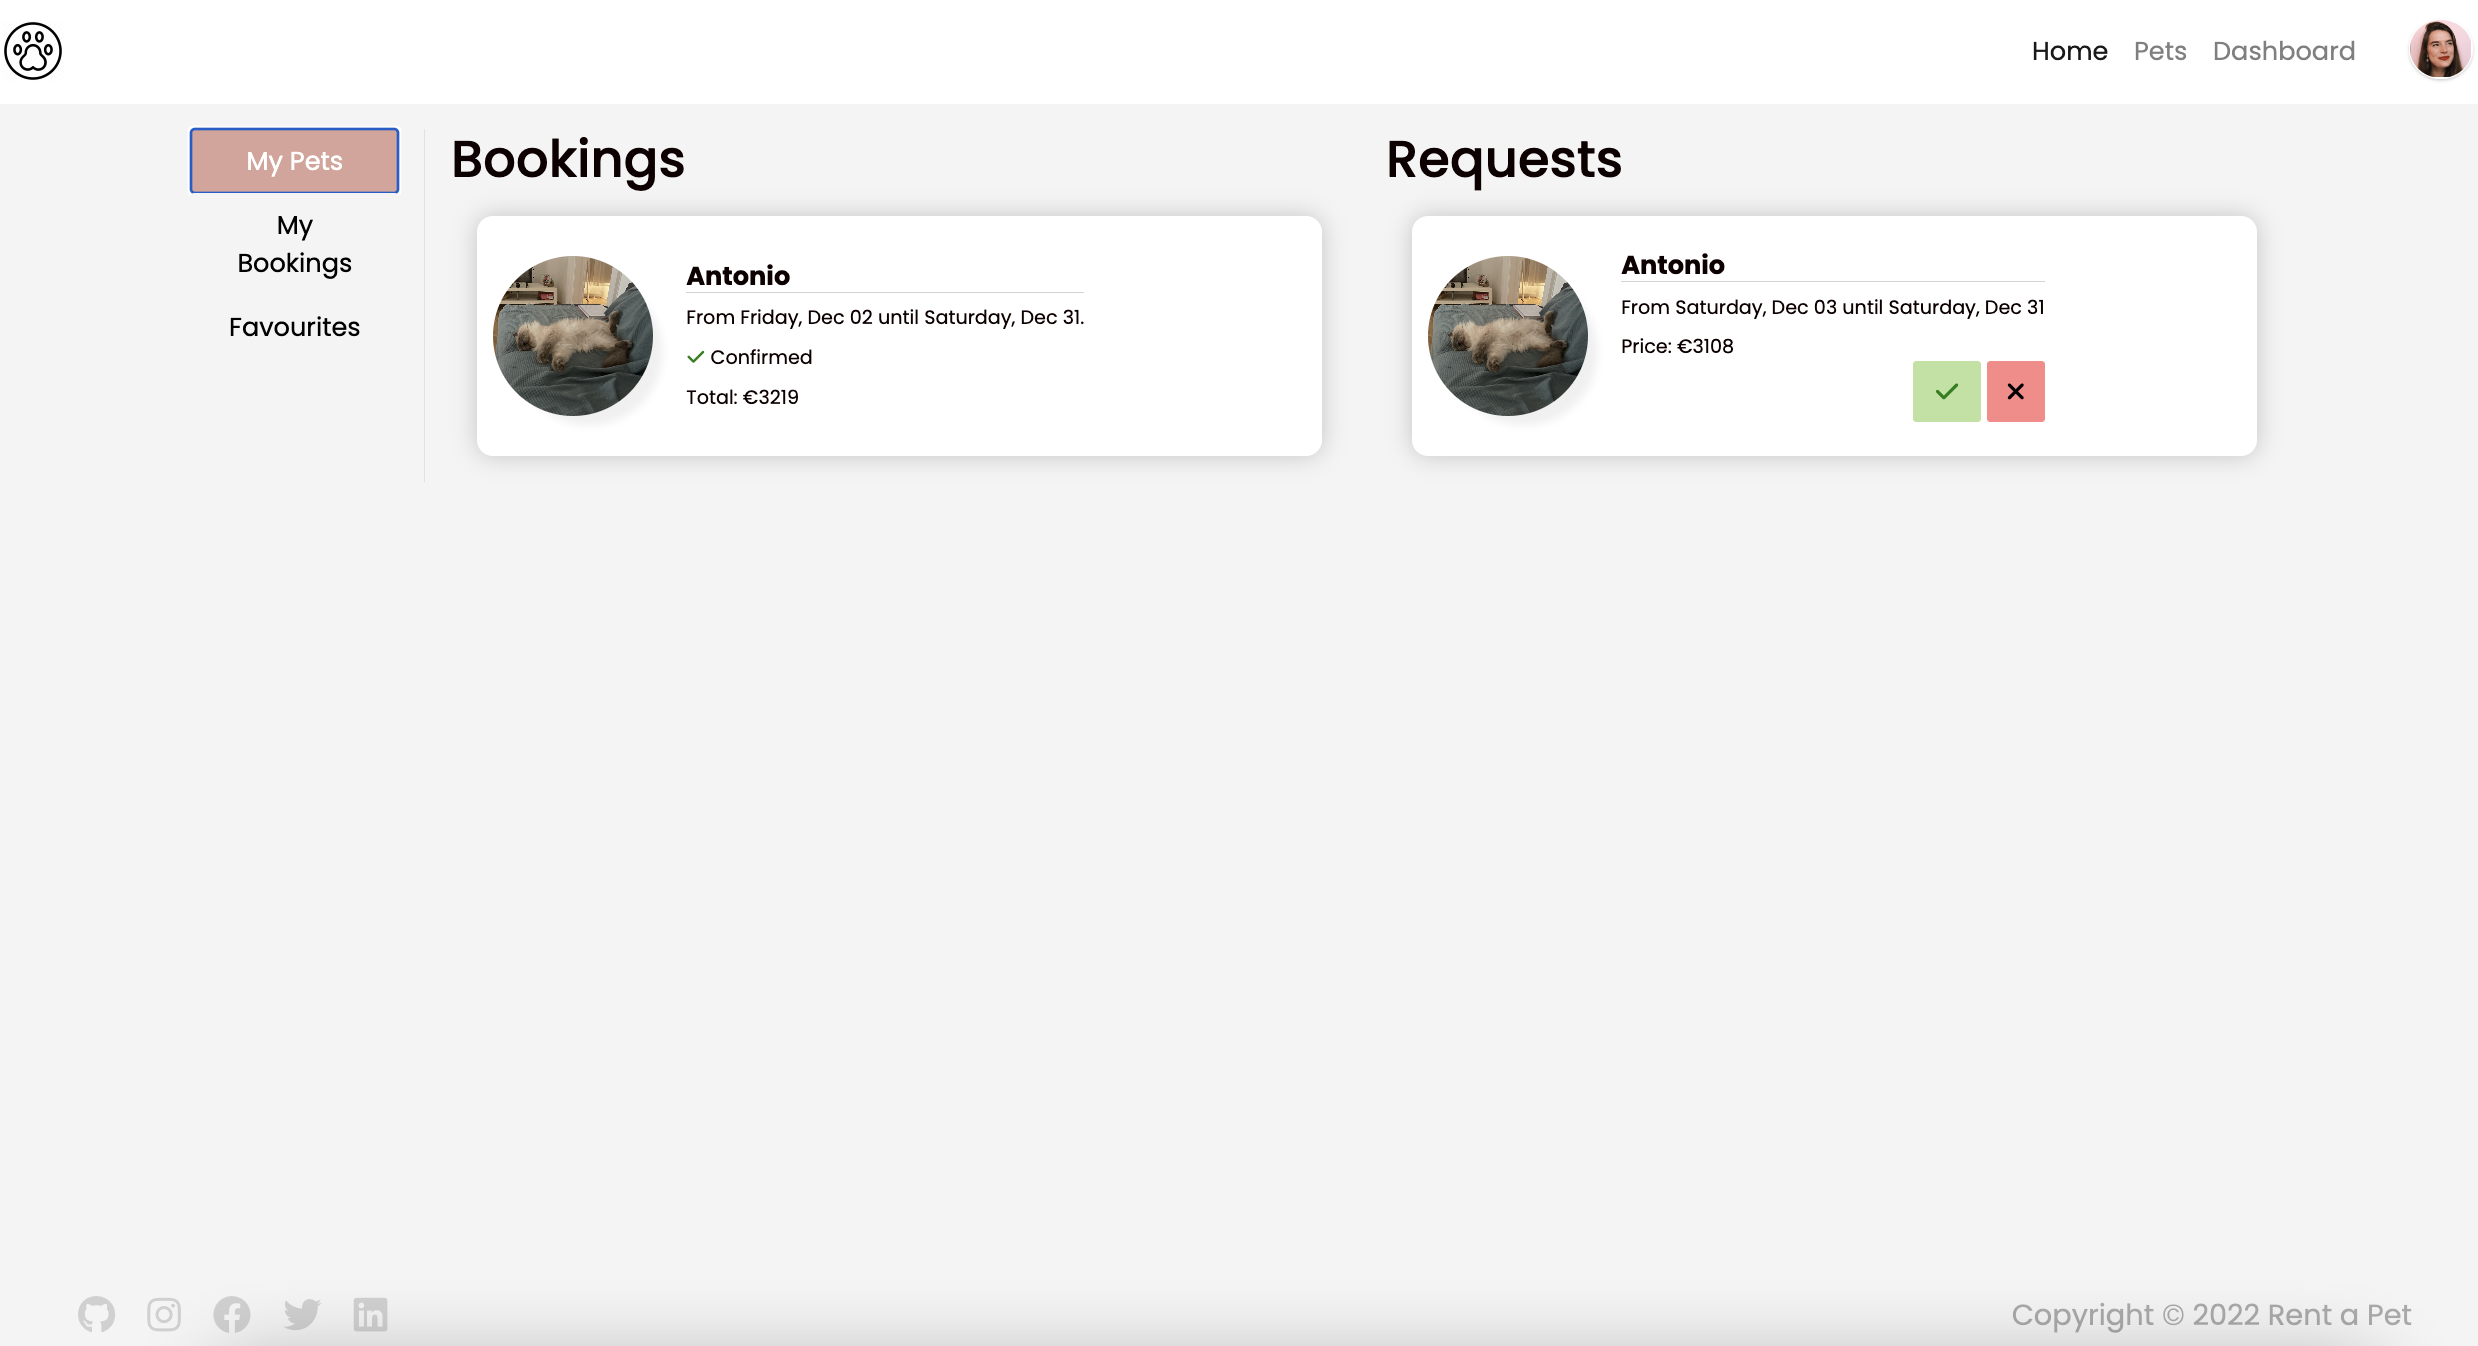 Home Pets Dashboard
My Pets
My
Bookings
Favourites
Bookings
Antonio
From Friday, Dec 02 until Saturday, Dec 31.
Confirmed
Total: €3219
Requests
Antonio
From Saturday, Dec 03 until Saturday, Dec 31
Price: €3108
Copyright © 2022 Rent a Pet